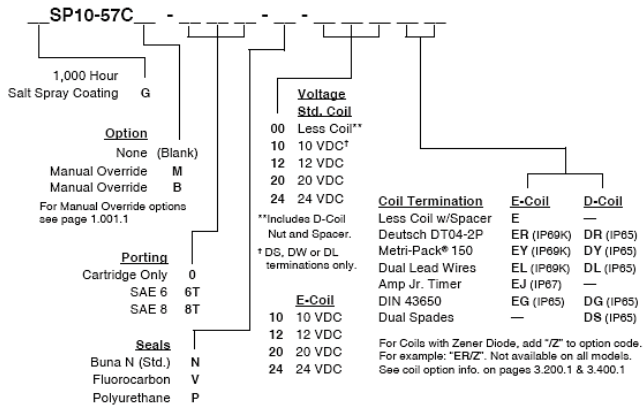 __SP10-57C__ - ____ - __ - ____ ____
1,000 Hour
Salt Spray Coating G
Option
None (Blank)
Manual Override M
Manual Override B
For Manual Override options
see page 1.001.1
Porting
Cartridge Only 0
SAE 6 6T
SAE 8 8T
Seals
Buna N (Std.) N
Fluorocarbon V
Polyurethane P
Voltage
Std. Coil
00 Less Coil**
10 10 VDC†
12 12 VDC
20 20 VDC
24 24 VDC
**Includes D-Coil
Nut and Spacer.
† DS, DW or DL
terminations only.
E-Coil
10 10 VDC
12 12 VDC
20 20 VDC
24 24 VDC
Coil Termination E-Coil D-Coil
Less Coil w/Spacer E —
Deutsch DT04-2P ER (IP69K) DR (IP65)
Metri-Pack® 150 EY (IP69K) DY (IP65)
Dual Lead Wires EL (IP69K) DL (IP65)
Amp Jr. Timer EJ (IP67) —
DIN 43650 EG (IP65) DG (IP65)
Dual Spades — DS (IP65)
For Coils with Zener Diode, add "/Z" to option code.
For example: "ER/Z". Not available on all models.
See coil option info. on pages 3.200.1 & 3.400.1